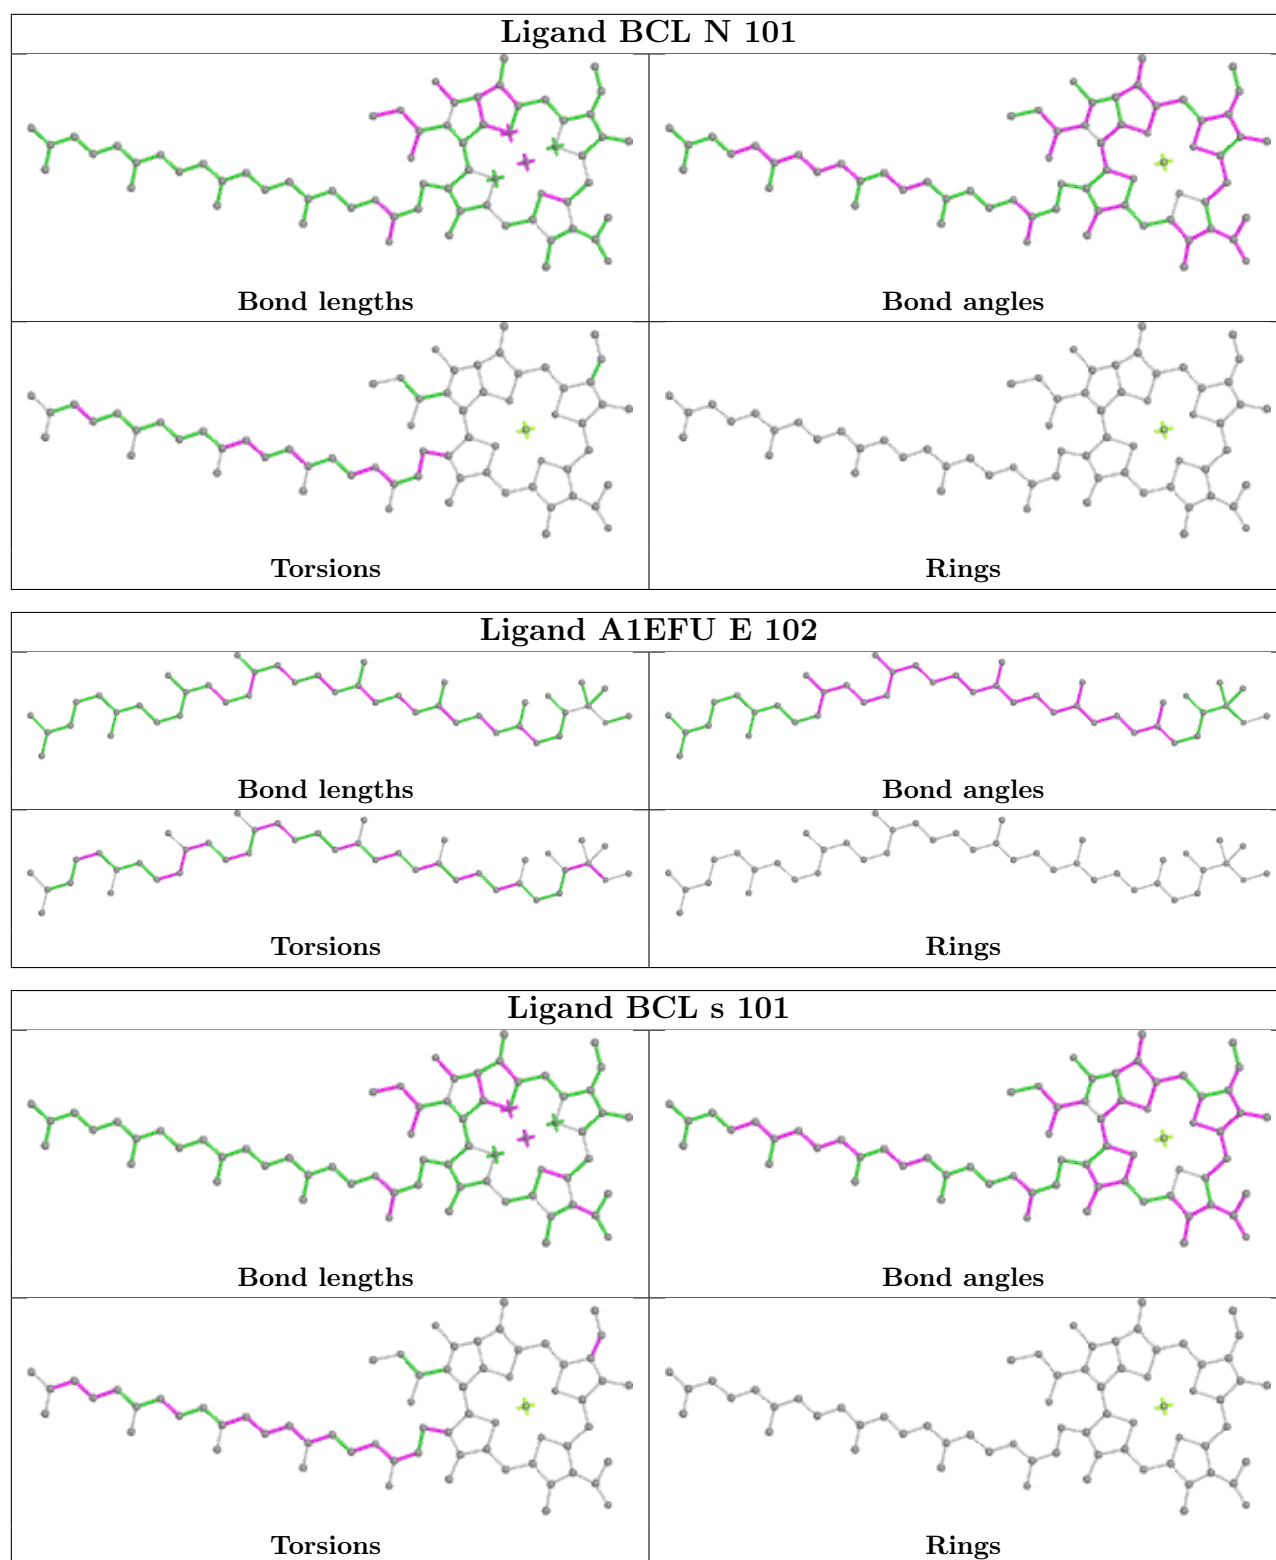 Ligand BCL N 101
Bond lengths Bond angles
Torsions Rings
Ligand A1EFU E 102
Bond lengths Bond angles
Torsions Rings
Ligand BCL s 101
Bond lengths Bond angles
Torsions Rings